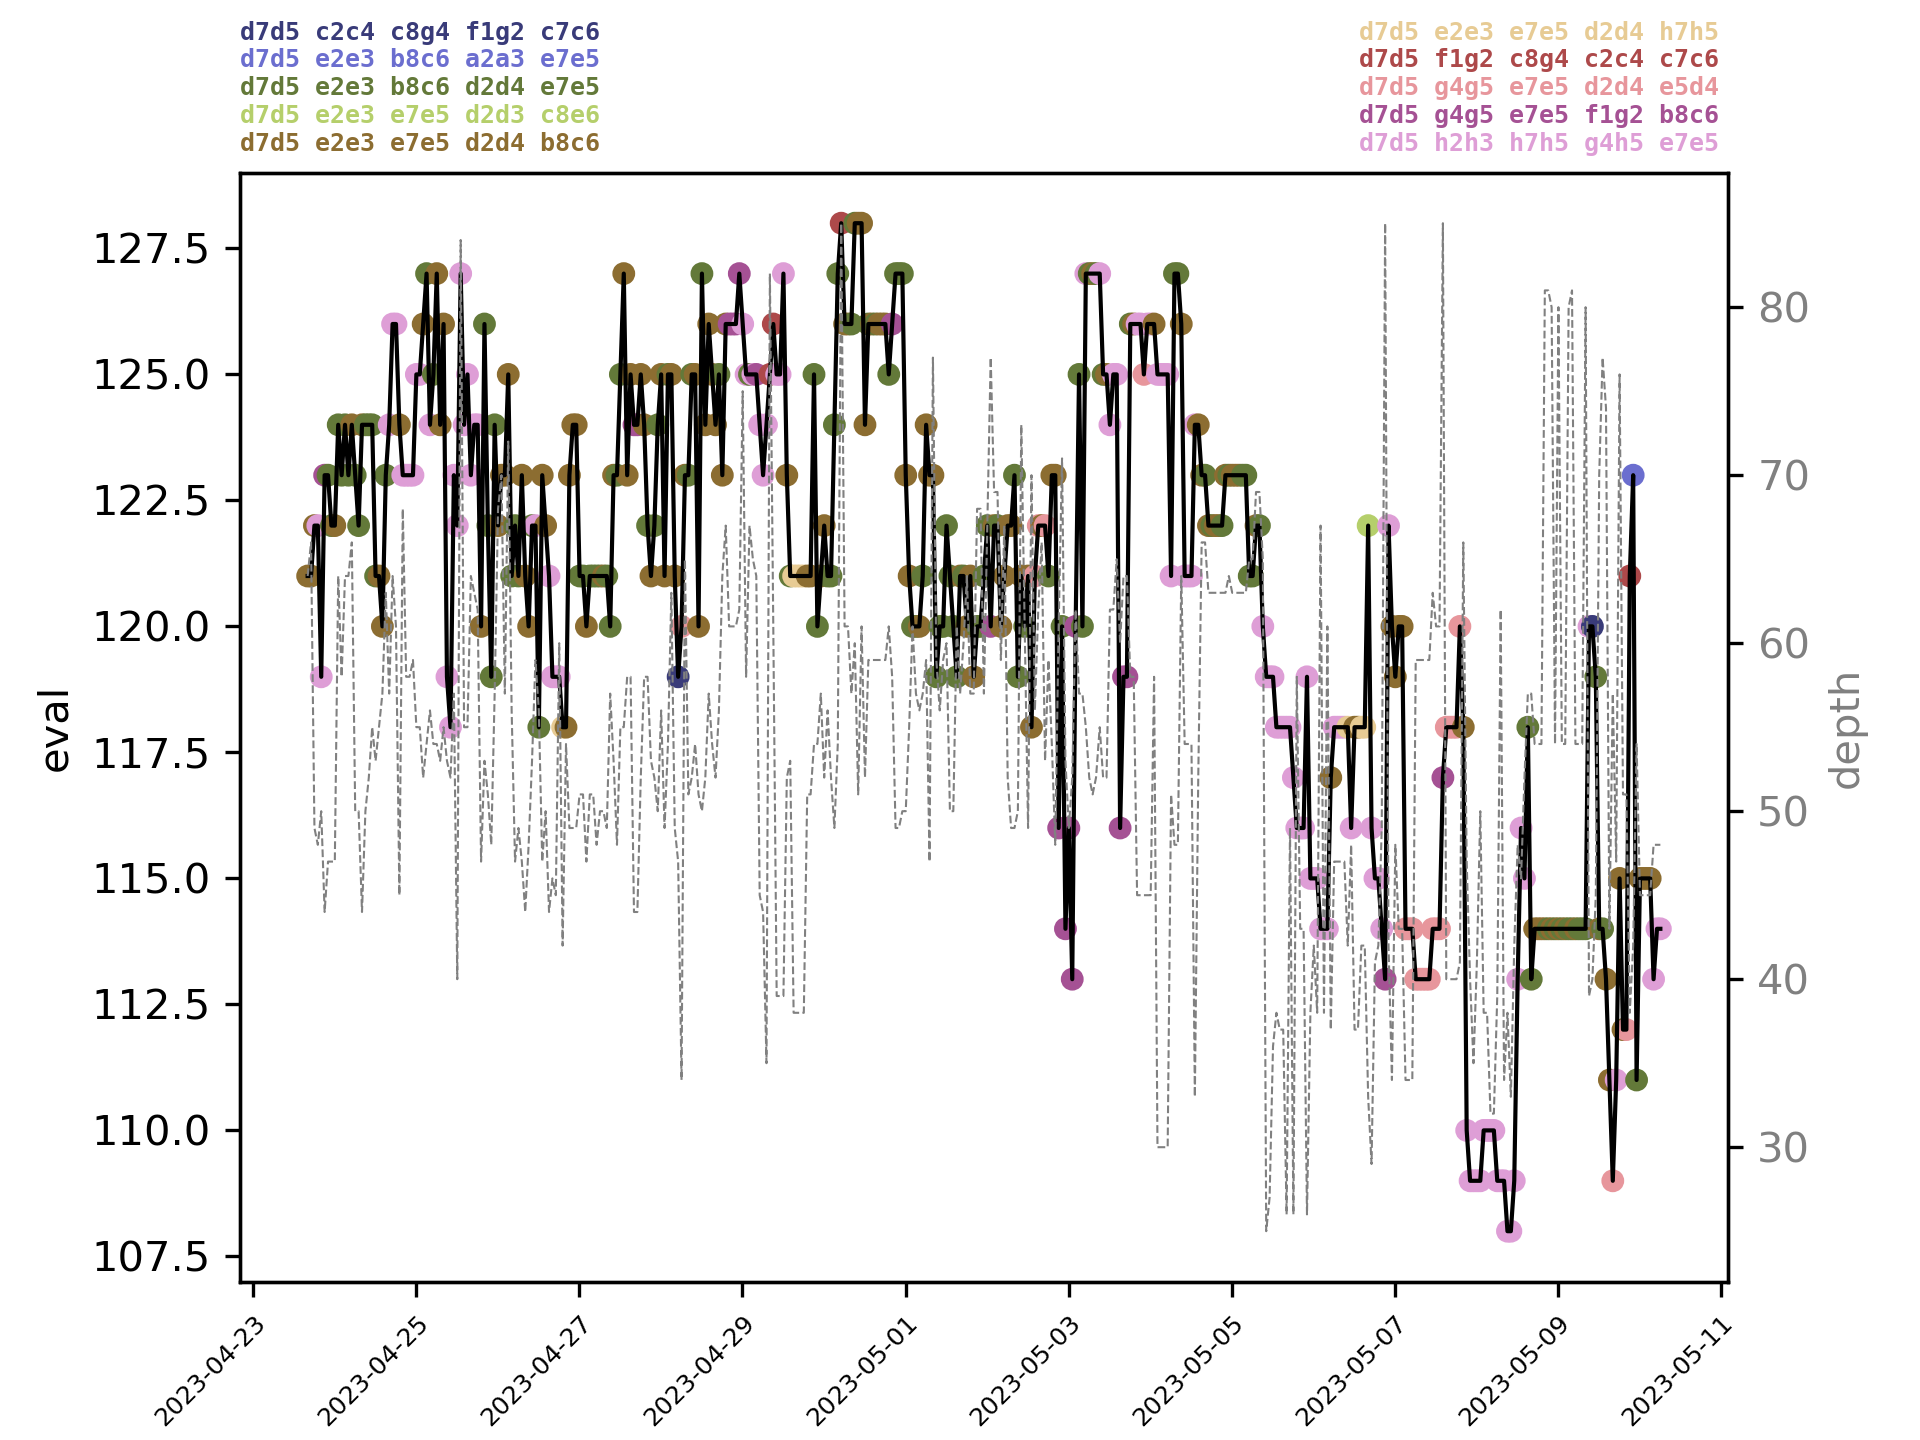 d7d5 c2c4 c8g4 f1g2 c7c6
d7d5 e2e3 b8c6 a2a3 e7e5
d7d5 e2e3 b8c6 d2d4 e7e5
d7d5 e2e3 e7e5 d2d3 c8e6
d7d5 e2e3 e7e5 d2d4 b8c6
d7d5 e2e3 e7e5 d2d4 h7h5
d7d5 f1g2 c8g4 c2c4 c7c6
d7d5 g4g5 e7e5 d2d4 e5d4
d7d5 g4g5 e7e5 f1g2 b8c6
d7d5 h2h3 h7h5 g4h5 e7e5
eval
127.5
125.0
122.5
120.0
117.5
115.0
112.5
110.0
107.5
depth
80
70
60
50
40
30
2023-04-23
2023-04-25
2023-04-27
2023-04-29
2023-05-01
2023-05-03
2023-05-05
2023-05-07
2023-05-09
2023-05-11